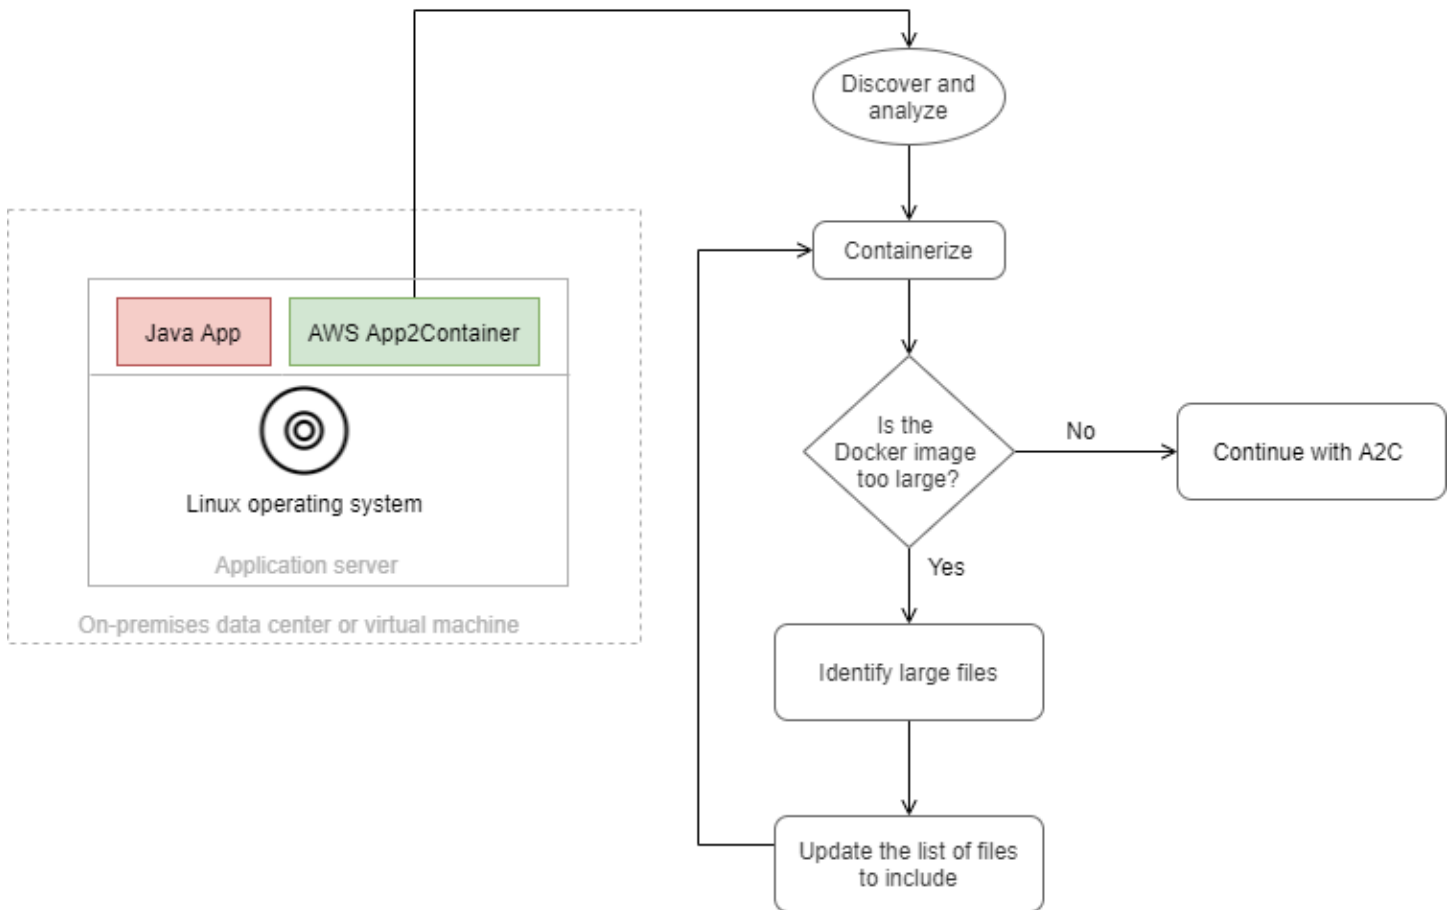 Discover and
analyze
Containerize
Java App
AWS App2Container
Linux operating system
Application server
On-premises data center or virtual machine
Is the
Docker image
too large?
No
Continue with A2C
Yes
Identify large files
Update the list of files
to include